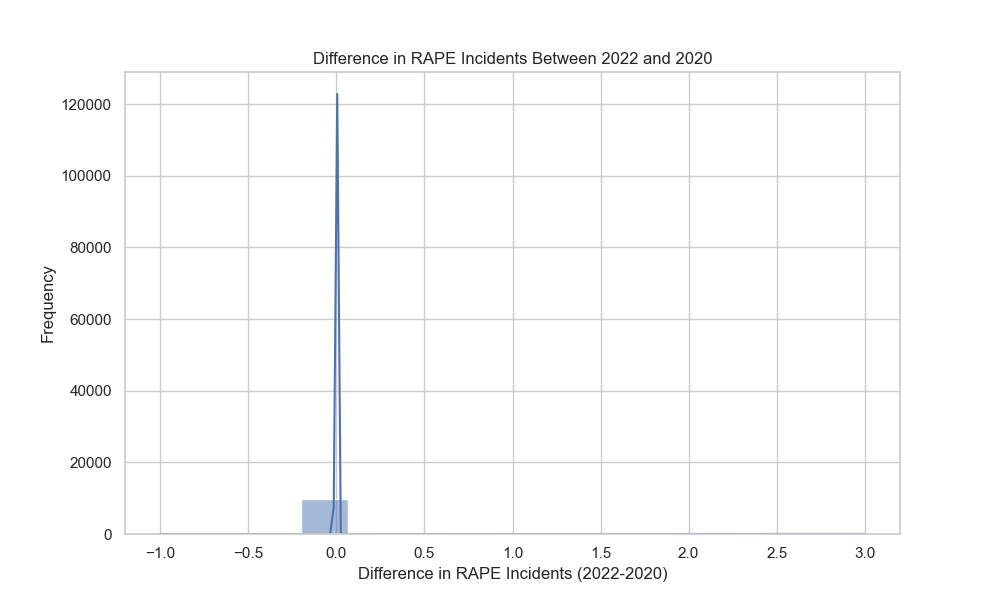 Difference in RAPE Incidents Between 2022 and 2020
120000
100000
80000
60000
40000
20000
0
Frequency
−1.0 −0.5 0.0 0.5 1.0 1.5 2.0 2.5 3.0
Difference in RAPE Incidents (2022-2020)